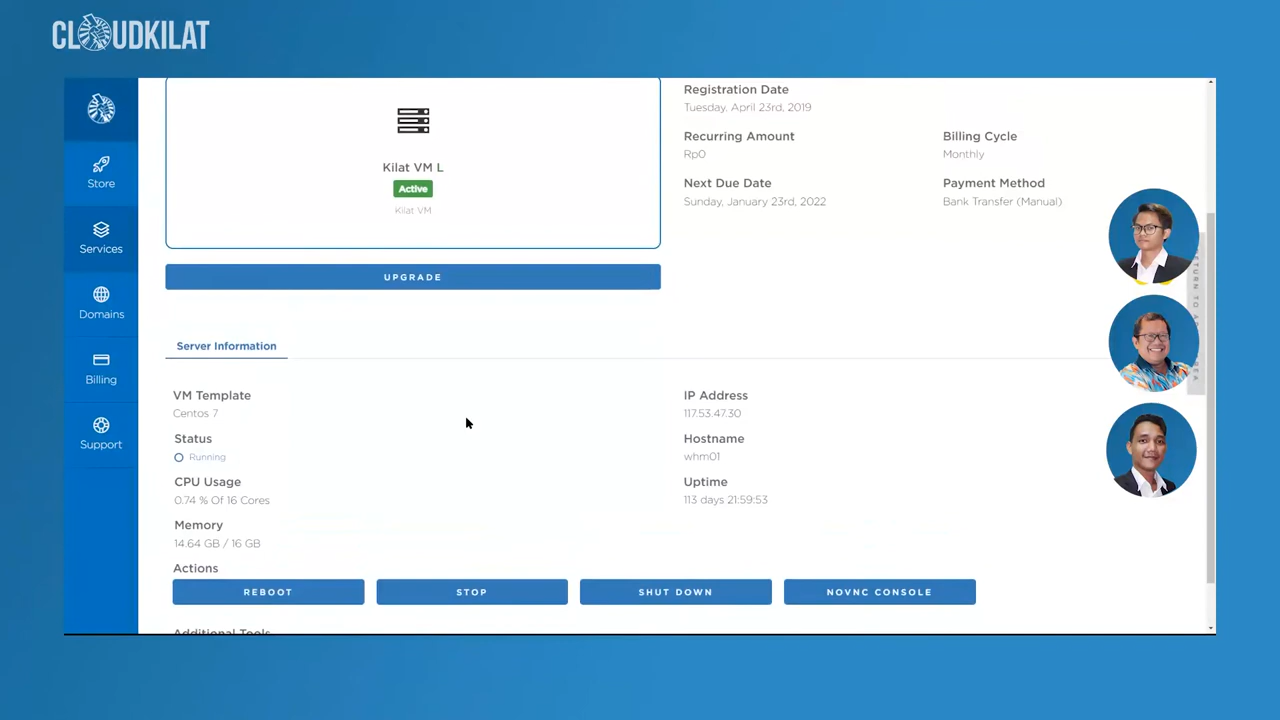 CLOUDKILAT
Registration Date
Tuesday, April 23rd, 2019
Recurring Amount
Rp0
Billing Cycle
Monthly
Next Due Date
Sunday, January 23rd, 2022
Payment Method
Bank Transfer (Manual)
Kilat VM L
Active
Kilat VM
UPGRADE
Store
Services
Domains
Billing
Support
Server Information
VM Template
Centos 7
Status
Running
CPU Usage
0.74 % Of 16 Cores
Memory
14.64 GB / 16 GB
IP Address
117.53.47.30
Hostname
whm01
Uptime
113 days 21:59:53
Actions
REBOOT
STOP
SHUT DOWN
NOVNC CONSOLE
Additional Tools